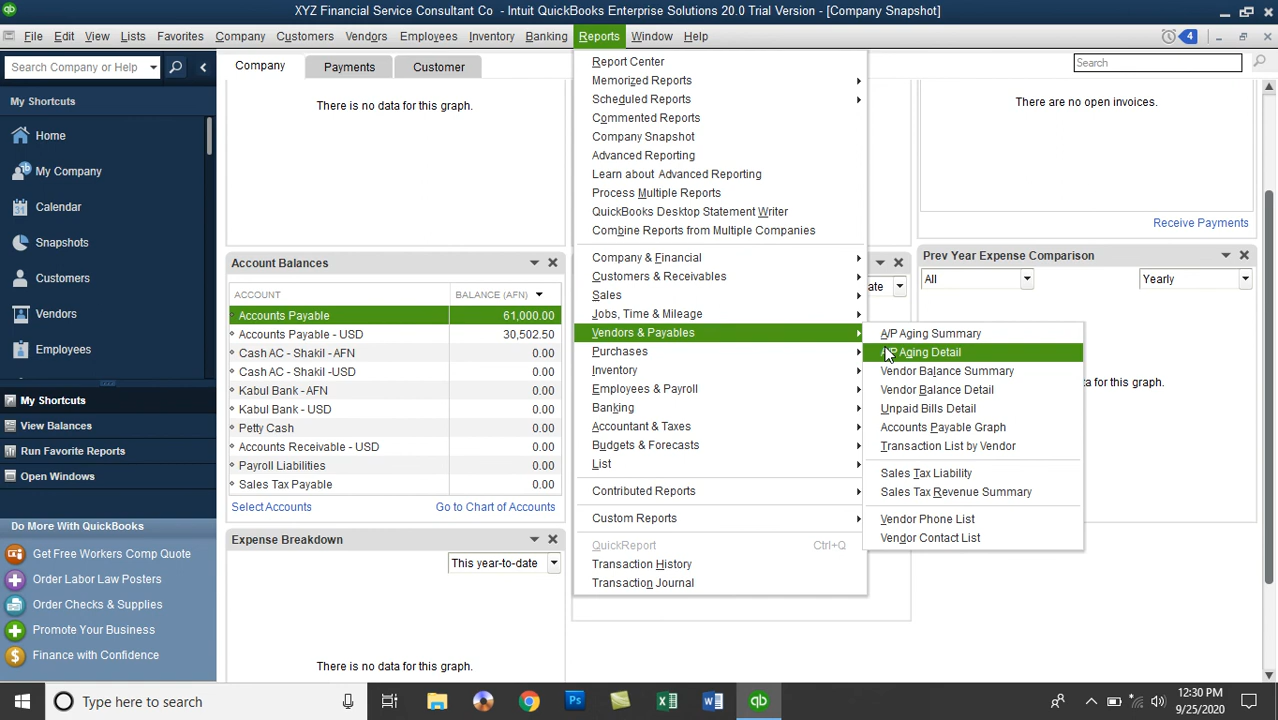 XYZ Financial Service Consultant Co - Intuit QuickBooks Enterprise Solutions 20.0 Trial Version - [Company Snapshot]
File Edit View Lists Favorites Company Customers Vendors Employees Inventory Banking Reports Window Help 4
Search Company or Help
Company Payments Customer
Search
My Shortcuts
Home
My Company
Calendar
Snapshots
Customers
Vendors
Employees
My Shortcuts
View Balances
Run Favorite Reports
Open Windows
Do More With QuickBooks
Get Free Workers Comp Quote
Order Labor Law Posters
Order Checks & Supplies
Promote Your Business
Finance with Confidence
There is no data for this graph.
Account Balances
ACCOUNT BALANCE (AFN)
Accounts Payable 61,000.00
Accounts Payable - USD 30,502.50
Cash AC - Shakil - AFN 0.00
Cash AC - Shakil -USD 0.00
Kabul Bank - AFN 0.00
Kabul Bank - USD 0.00
Petty Cash 0.00
Accounts Receivable - USD 0.00
Payroll Liabilities 0.00
Sales Tax Payable 0.00
Select Accounts Go to Chart of Accounts
Expense Breakdown
This year-to-date
There is no data for this graph.
Report Center
Memorized Reports
Scheduled Reports
Commented Reports
Company Snapshot
Advanced Reporting
Learn about Advanced Reporting
Process Multiple Reports
QuickBooks Desktop Statement Writer
Combine Reports from Multiple Companies
Company & Financial
Customers & Receivables
Sales
Jobs, Time & Mileage
Vendors & Payables
Purchases
Inventory
Employees & Payroll
Banking
Accountant & Taxes
Budgets & Forecasts
List
Contributed Reports
Custom Reports
QuickReport Ctrl+Q
Transaction History
Transaction Journal
A/P Aging Summary
A/P Aging Detail
Vendor Balance Summary
Vendor Balance Detail
Unpaid Bills Detail
Accounts Payable Graph
Transaction List by Vendor
Sales Tax Liability
Sales Tax Revenue Summary
Vendor Phone List
Vendor Contact List
There are no open invoices.
Receive Payments
ate
Prev Year Expense Comparison
All Yearly
ta for this graph.
Type here to search
12:30 PM
9/25/2020